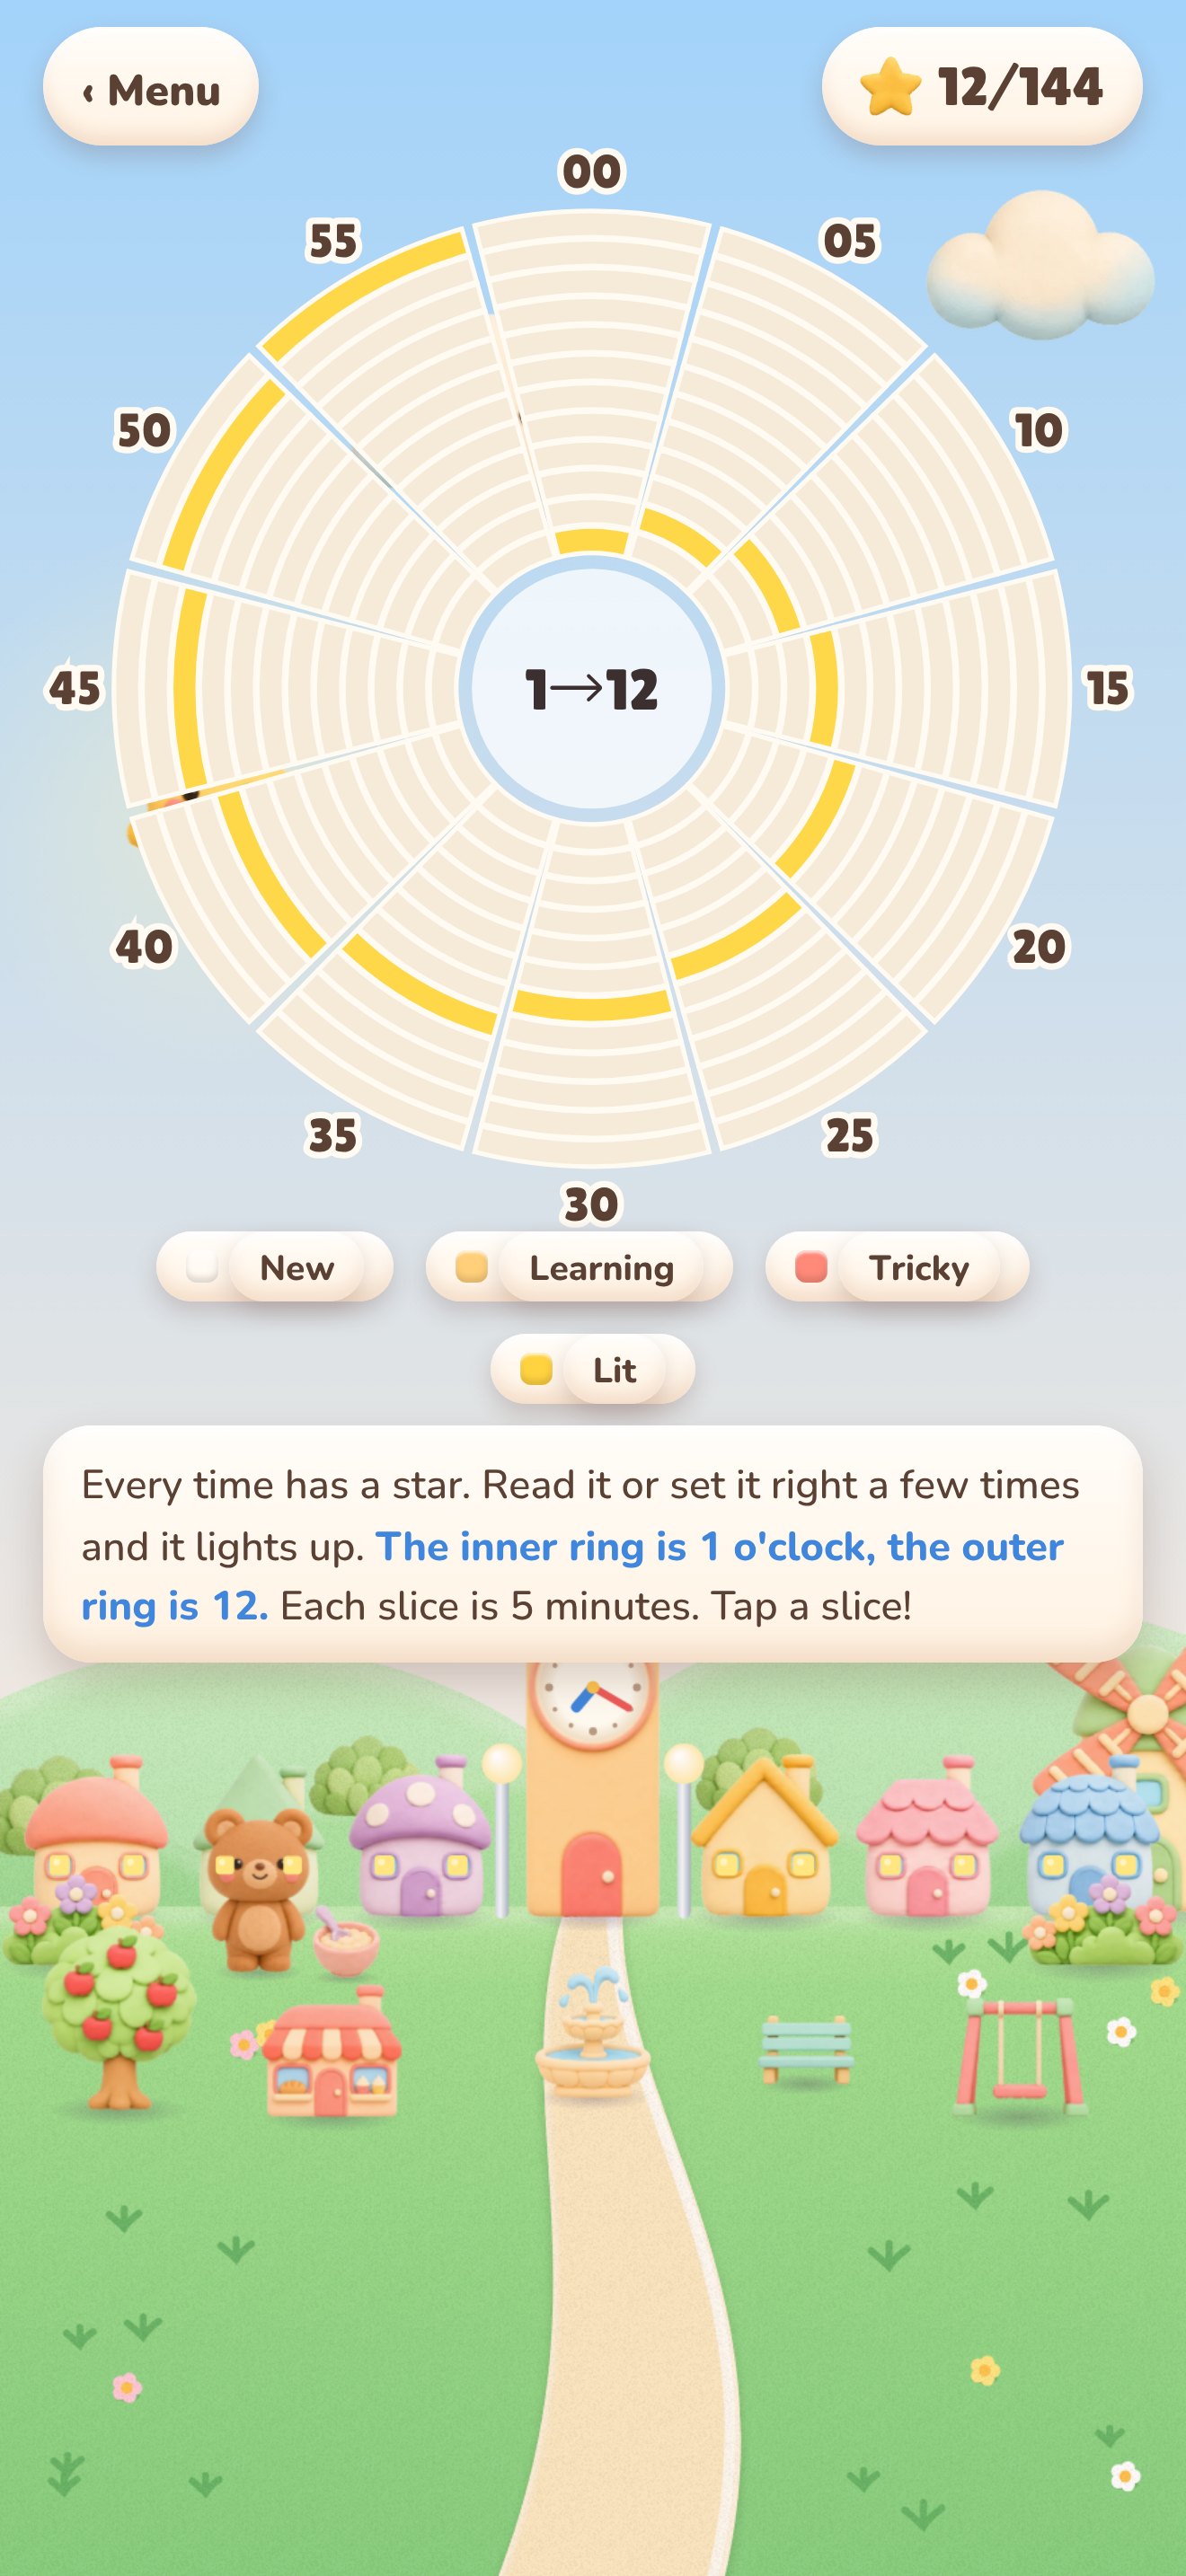 ‹ Menu
12/144
00
55
05
50
10
45
1→12
15
40
20
35
25
30
New
Learning
Tricky
Lit
Every time has a star. Read it or set it right a few times
and it lights up. The inner ring is 1 o'clock, the outer
ring is 12. Each slice is 5 minutes. Tap a slice!